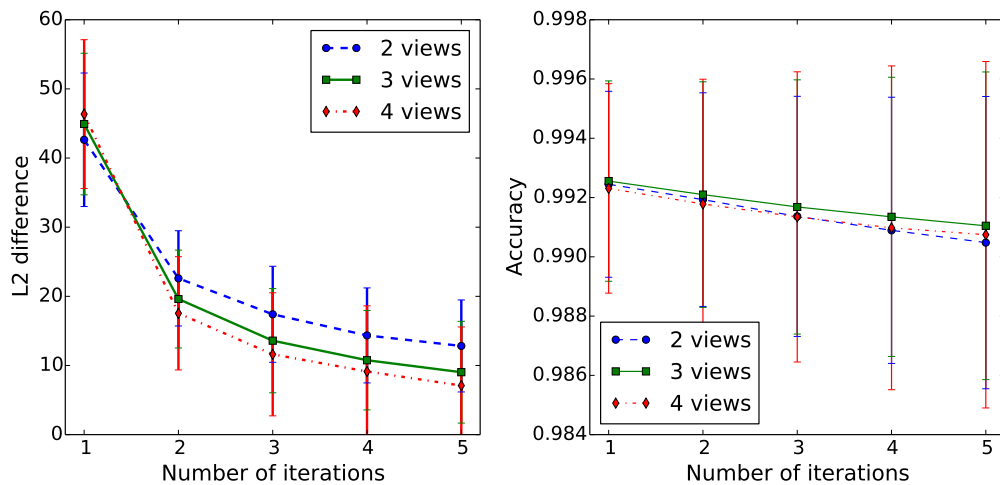 60
50
40
30
20
10
0
L2 difference
2 views
3 views
4 views
1 2 3 4 5
Number of iterations
0.998
0.996
0.994
0.992
0.990
0.988
0.986
0.984
Accuracy
2 views
3 views
4 views
1 2 3 4 5
Number of iterations